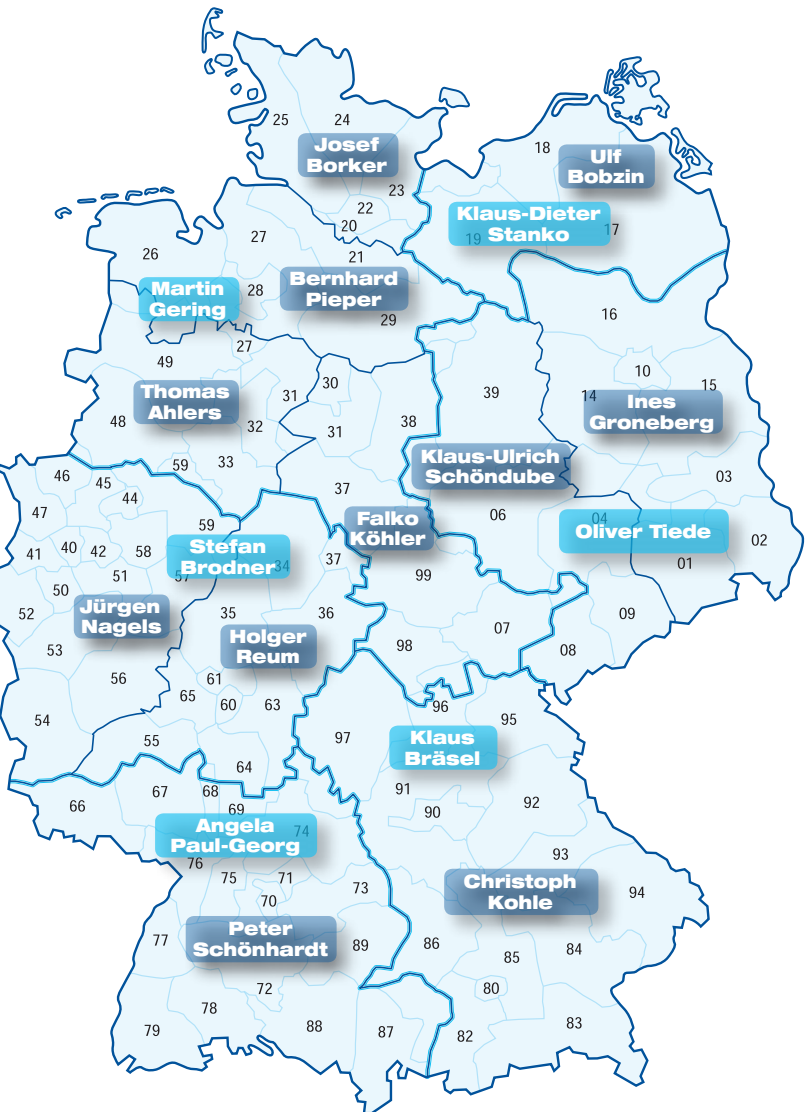 25
24
Josef
Borker
23
22
20
18
Ulf
Bobzin
Klaus-Dieter
Stanko
19
17
26
27
21
Martin
Gering
28
Bernhard
Pieper
29
16
49
27
Thomas
Ahlers
48
31
32
59
33
30
31
38
37
39
10
14
15
Ines
Groneberg
Klaus-Ulrich
Schöndube
03
06
04
Oliver Tiede
02
01
46
45
44
47
59
41
40
42
58
Stefan
Brodner
34
57
51
50
Jürgen
Nagels
52
53
56
54
55
Falko
Köhler
37
99
35
36
Holger
Reum
61
65
60
63
64
98
07
09
08
97
96
95
Klaus
Bräsel
91
90
92
93
94
Christoph
Kohle
66
67
68
69
Angela
Paul-Georg
74
76
75
71
70
73
Peter
Schönhardt
77
89
72
78
79
88
87
86
85
84
80
82
83